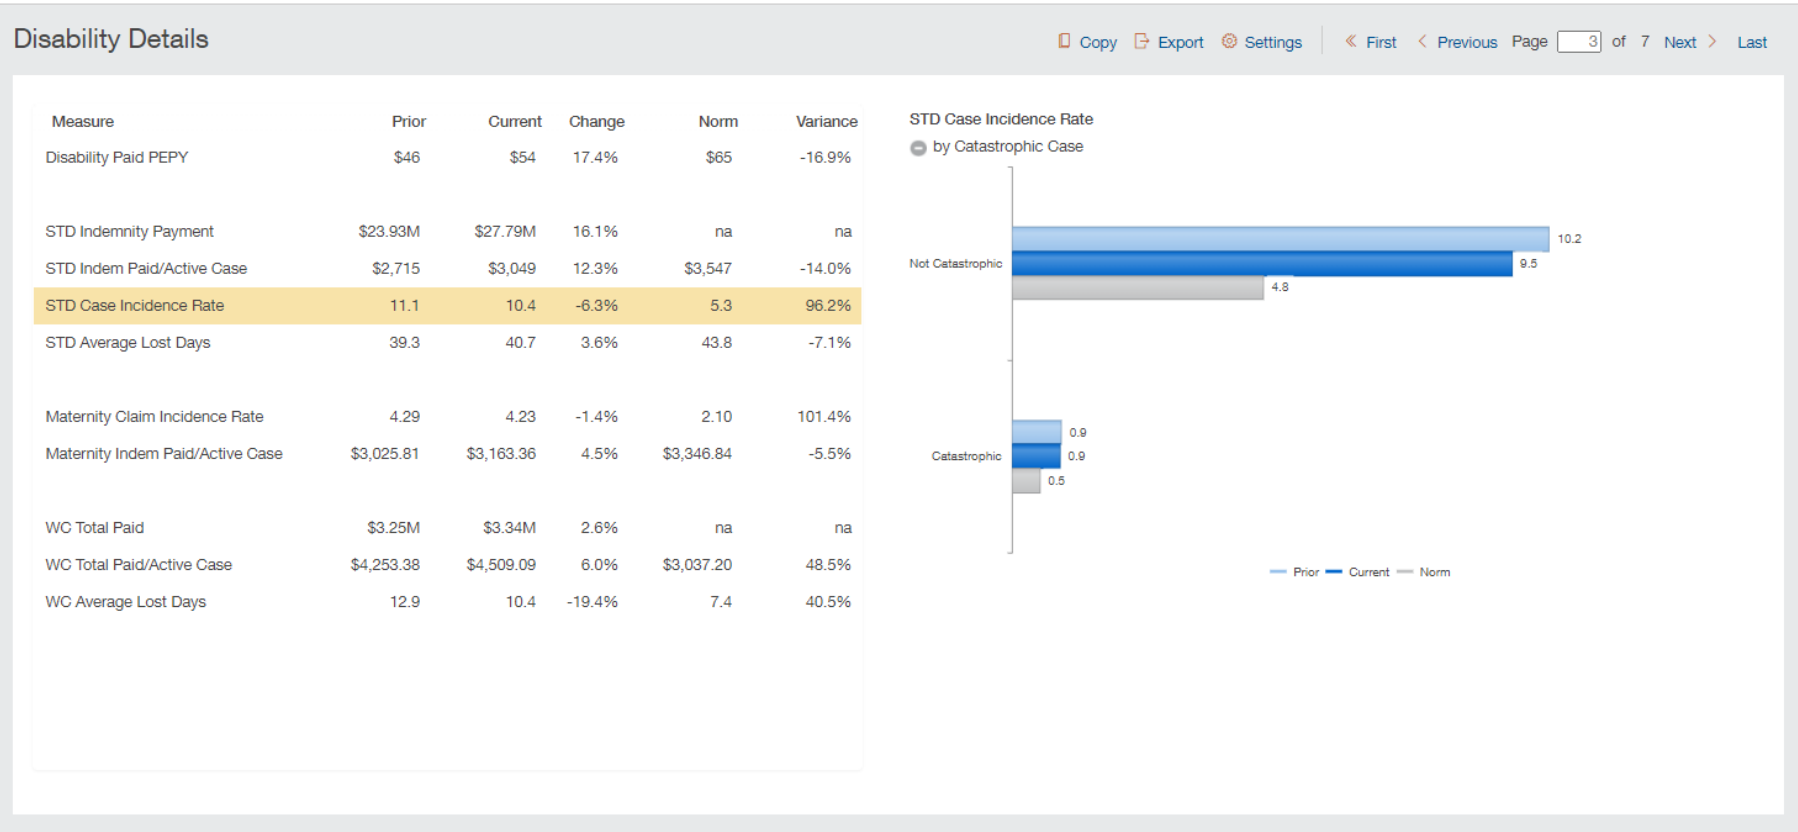 Disability Details
Copy Export Settings First Previous Page 3 of 7 Next Last
Measure Prior Current Change Norm Variance
Disability Paid PEPY $46 $54 17.4% $65 -16.9%
STD Indemnity Payment $23.93M $27.79M 16.1% na na
STD Indem Paid/Active Case $2,715 $3,049 12.3% $3,547 -14.0%
STD Case Incidence Rate 11.1 10.4 -6.3% 5.3 96.2%
STD Average Lost Days 39.3 40.7 3.6% 43.8 -7.1%
Maternity Claim Incidence Rate 4.29 4.23 -1.4% 2.10 101.4%
Maternity Indem Paid/Active Case $3,025.81 $3,163.36 4.5% $3,346.84 -5.5%
WC Total Paid $3.25M $3.34M 2.6% na na
WC Total Paid/Active Case $4,253.38 $4,509.09 6.0% $3,037.20 48.5%
WC Average Lost Days 12.9 10.4 -19.4% 7.4 40.5%
STD Case Incidence Rate
by Catastrophic Case
10.2
Not Catastrophic 9.5
4.8
0.9
Catastrophic 0.9
0.5
Prior Current Norm